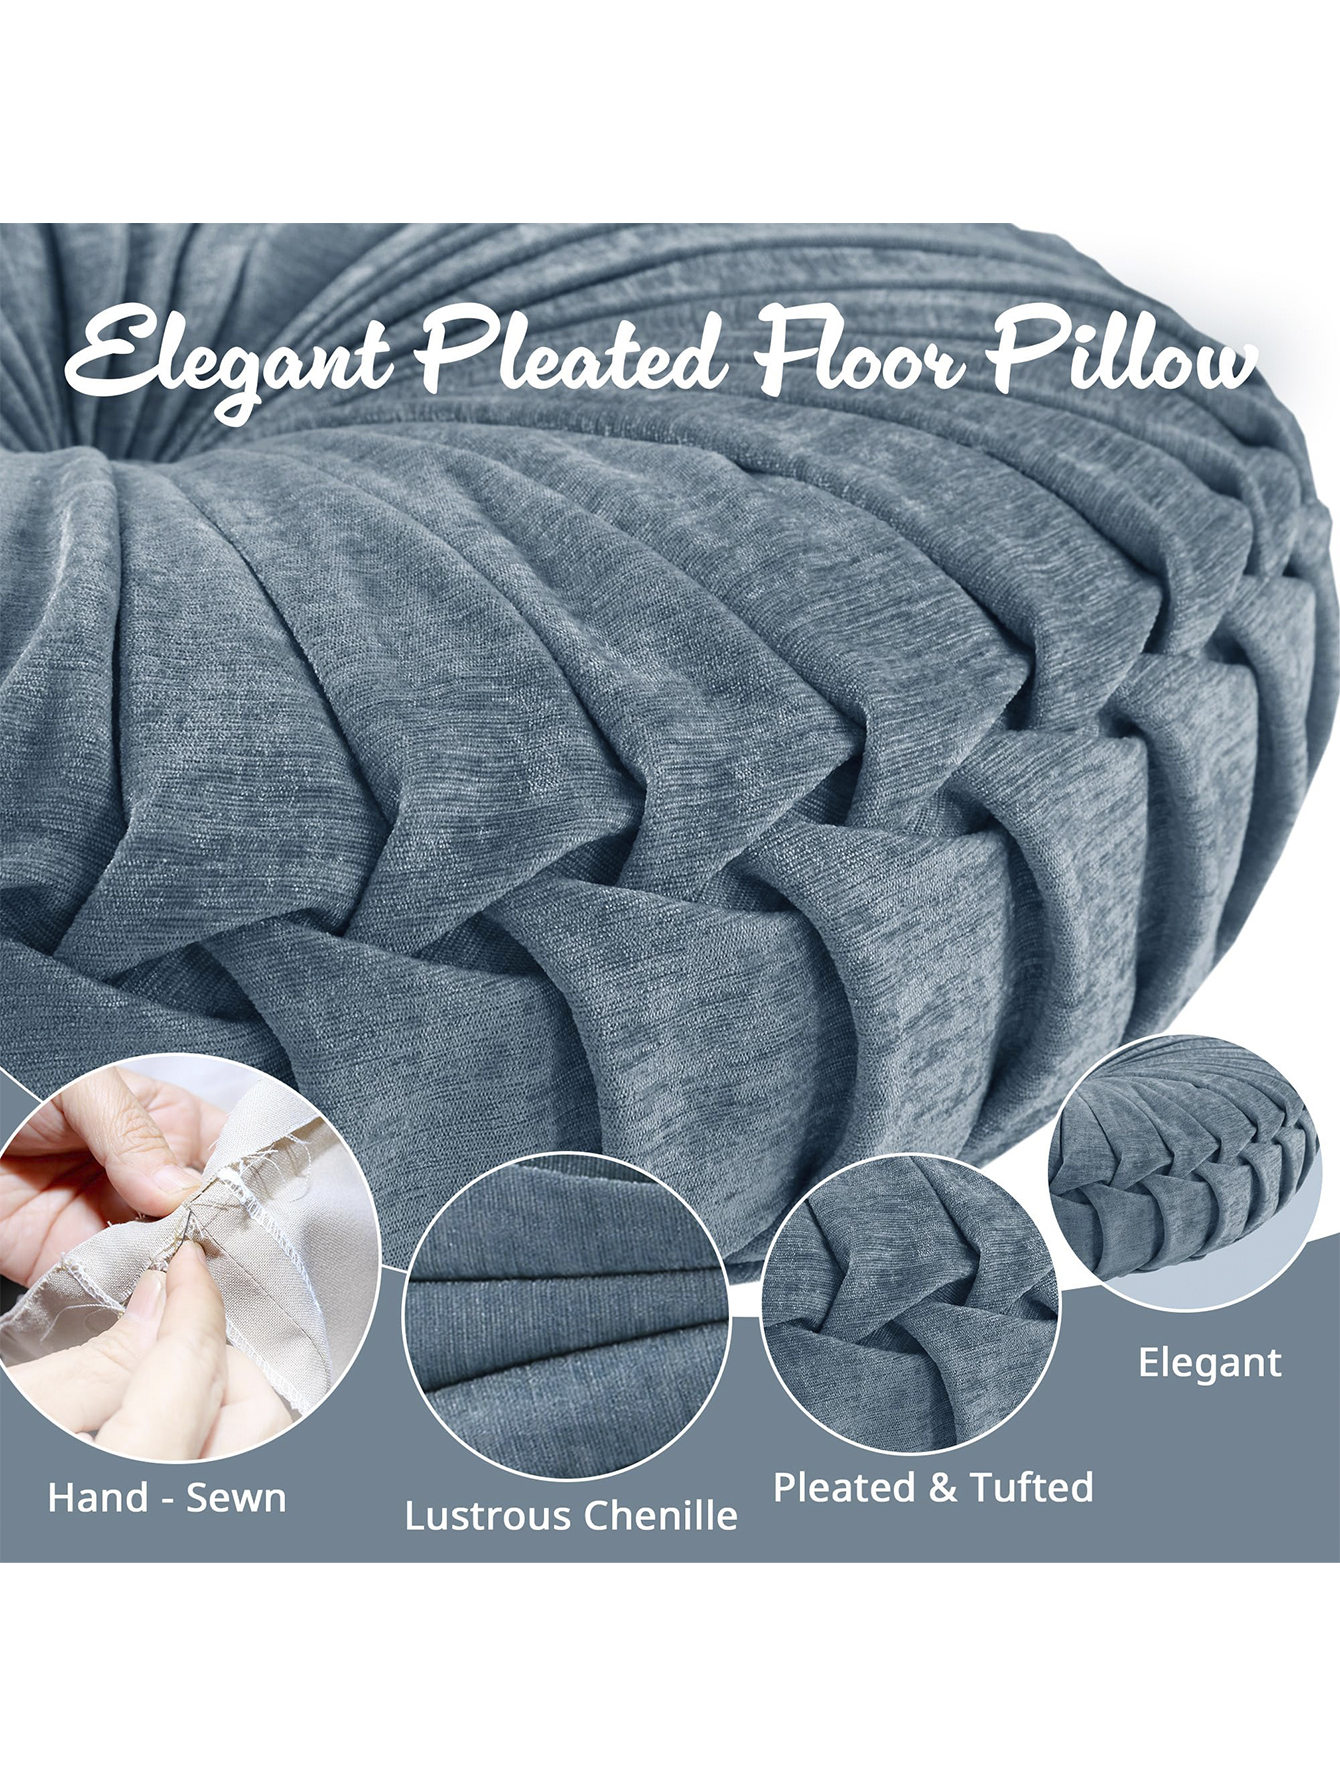 Elegant Pleated Floor Pillow
Hand - Sewn
Lustrous Chenille
Pleated & Tufted
Elegant